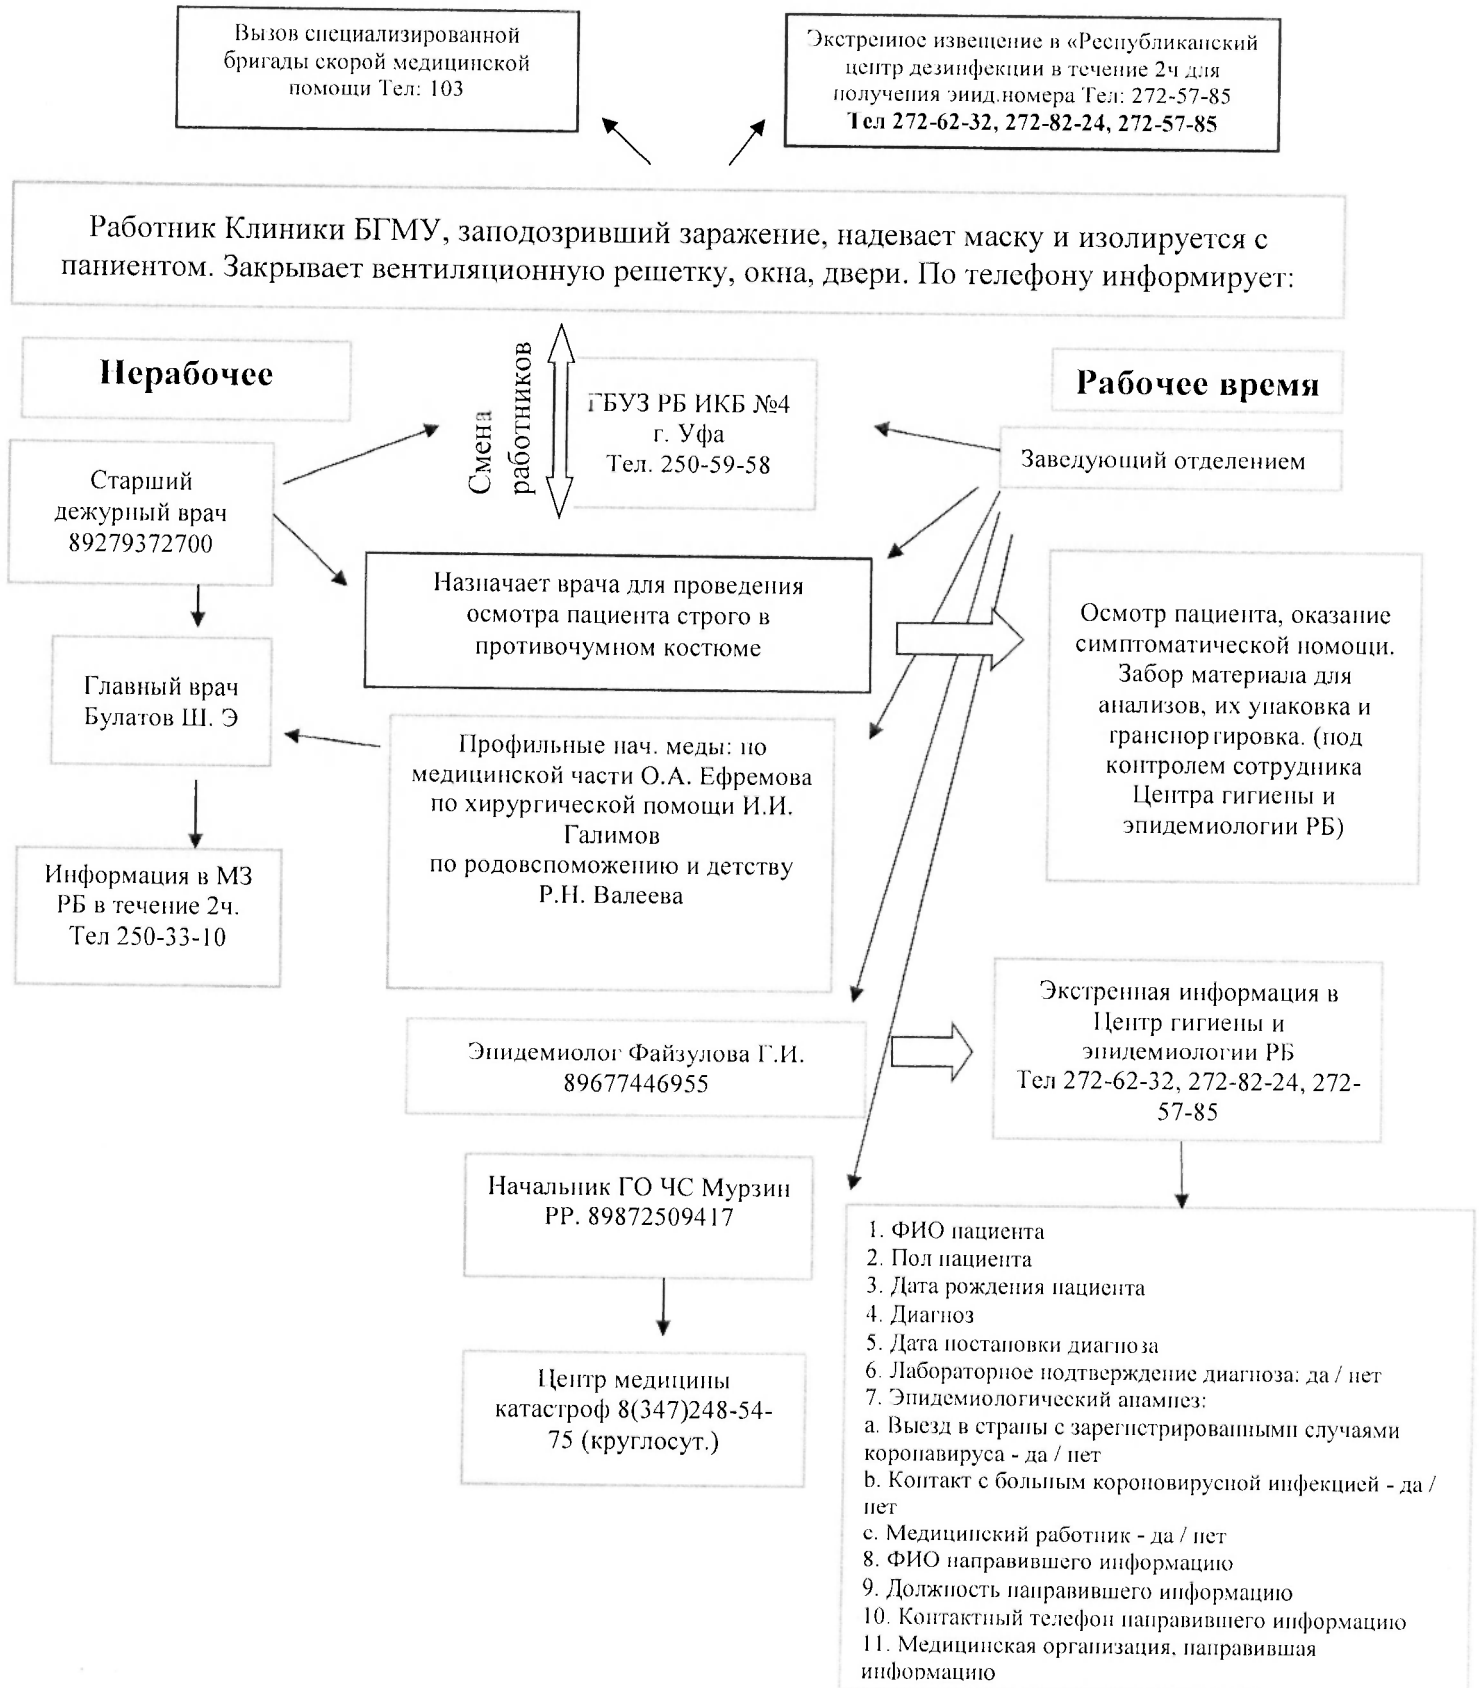 Вызов специализированной
бригады скорой медицинской
помощи Тел: 103
Экстренное извещение в «Республиканский
центр дезинфекции в течение 2ч для
получения эпид.номера Тел: 272-57-85
Тел 272-62-32, 272-82-24, 272-57-85
Работник Клиники БГМУ, заподозривший заражение, надевает маску и изолируется с
пациентом. Закрывает вентиляционную решетку, окна, двери. По телефону информирует:
Нерабочее
Смена
работников
ГБУЗ РБ ИКБ №4
г. Уфа
Тел. 250-59-58
Рабочее время
Заведующий отделением
Старший
дежурный врач
89279372700
Назначает врача для проведения
осмотра пациента строго в
противочумном костюме
Осмотр пациента, оказание
симптоматической помощи.
Забор материала для
анализов, их упаковка и
транспортировка. (под
контролем сотрудника
Центра гигиены и
эпидемиологии РБ)
Главный врач
Булатов Ш. Э
Профильные нач. меды: по
медицинской части О.А. Ефремова
по хирургической помощи И.И.
Галимов
по родовспоможению и детству
Р.Н. Валеева
Информация в МЗ
РБ в течение 2ч.
Тел 250-33-10
Эпидемиолог Файзулова Г.И.
89677446955
Экстренная информация в
Центр гигиены и
эпидемиологии РБ
Тел 272-62-32, 272-82-24, 272-
57-85
Начальник ГО ЧС Мурзин
РР. 89872509417
Центр медицины
катастроф 8(347)248-54-
75 (круглосут.)
1. ФИО пациента
2. Пол пациента
3. Дата рождения пациента
4. Диагноз
5. Дата постановки диагноза
6. Лабораторное подтверждение диагноза: да / нет
7. Эпидемиологический анамнез:
a. Выезд в страны с зарегистрированными случаями
коронавируса - да / нет
b. Контакт с больным короновирусной инфекцией - да /
нет
c. Медицинский работник - да / нет
8. ФИО направившего информацию
9. Должность направившего информацию
10. Контактный телефон направившего информацию
11. Медицинская организация, направившая
информацию